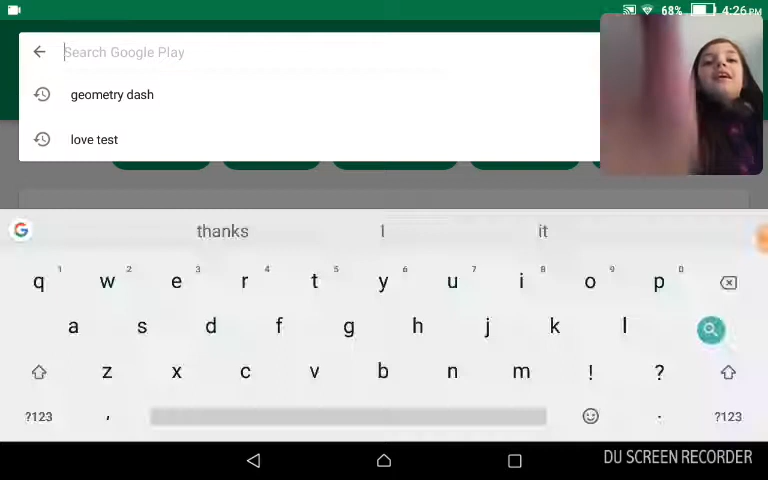 68% 4:26 PM
Search Google Play
geometry dash
love test
G thanks I it
q 1 w 2 e 3 r 4 t 5 y 6 u 7 i 8 o 9 p 0
a s d f g h j k l
z x c v b n m ! ?
?123 , . ?123
DU SCREEN RECORDER